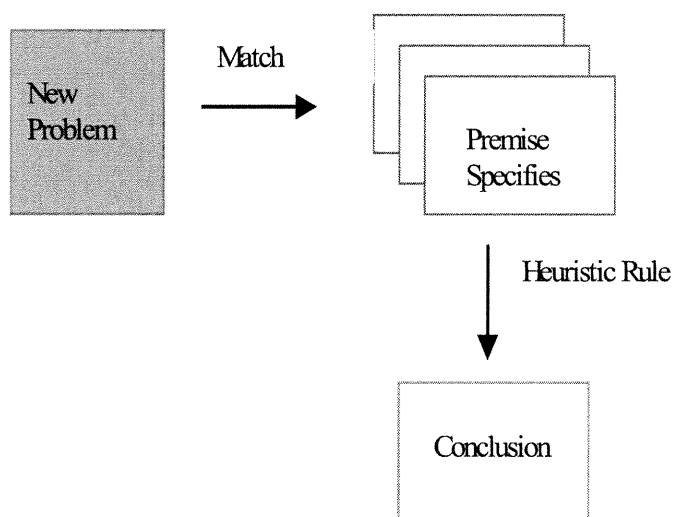 Match
New
Problem
Premise
Specifies
Heuristic Rule
Conclusion